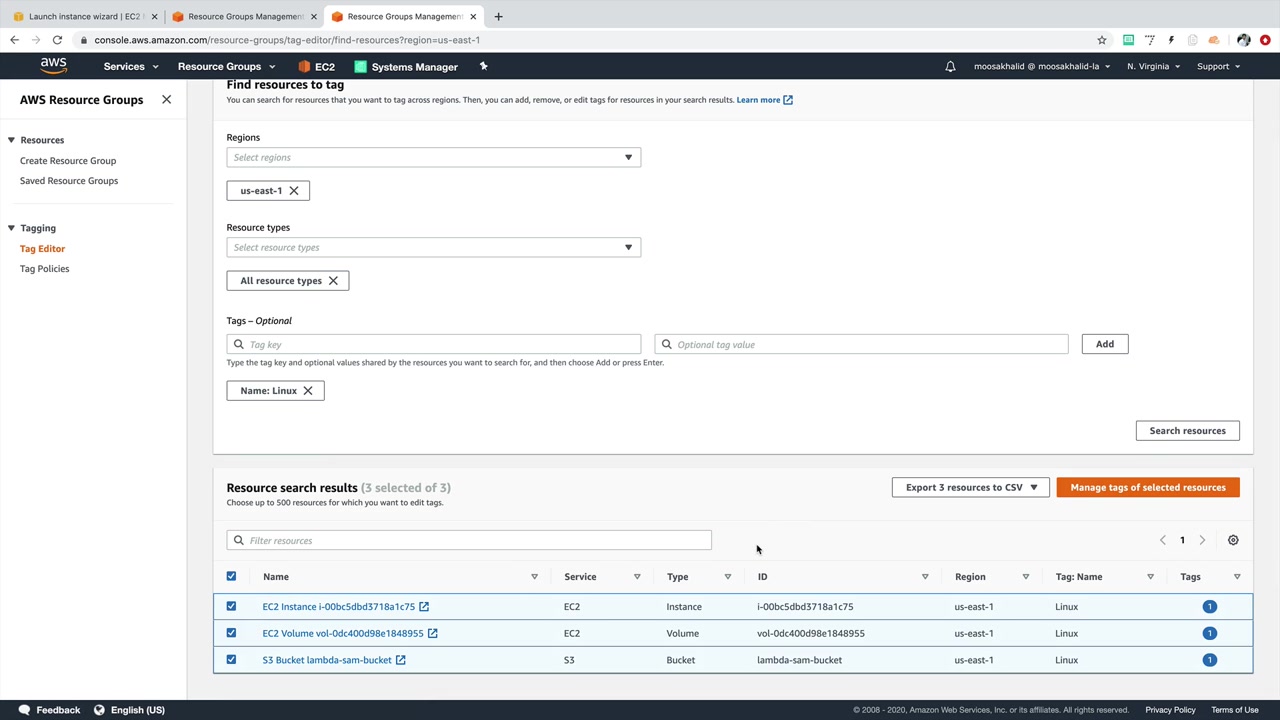 Launch instance wizard | EC2
Resource Groups Management
Resource Groups Management
console.aws.amazon.com/resource-groups/tag-editor/find-resources?region=us-east-1
aws
Services
Resource Groups
EC2
Systems Manager
moosakhalid @ moosakhalid-la
N. Virginia
Support
AWS Resource Groups
Resources
Create Resource Group
Saved Resource Groups
Tagging
Tag Editor
Tag Policies
Find resources to tag
You can search for resources that you want to tag across regions. Then, you can add, remove, or edit tags for resources in your search results. Learn more
Regions
Select regions
us-east-1
Resource types
Select resource types
All resource types
Tags – Optional
Tag key
Optional tag value
Add
Type the tag key and optional values shared by the resources you want to search for, and then choose Add or press Enter.
Name: Linux
Search resources
Resource search results (3 selected of 3)
Choose up to 500 resources for which you want to edit tags.
Export 3 resources to CSV
Manage tags of selected resources
Filter resources
1
Name Service Type ID Region Tag: Name Tags
EC2 Instance i-00bc5dbd3718a1c75 EC2 Instance i-00bc5dbd3718a1c75 us-east-1 Linux 1
EC2 Volume vol-0dc400d98e1848955 EC2 Volume vol-0dc400d98e1848955 us-east-1 Linux 1
S3 Bucket lambda-sam-bucket S3 Bucket lambda-sam-bucket us-east-1 Linux 1
Feedback
English (US)
© 2008 - 2020, Amazon Web Services, Inc. or its affiliates. All rights reserved.
Privacy Policy
Terms of Use